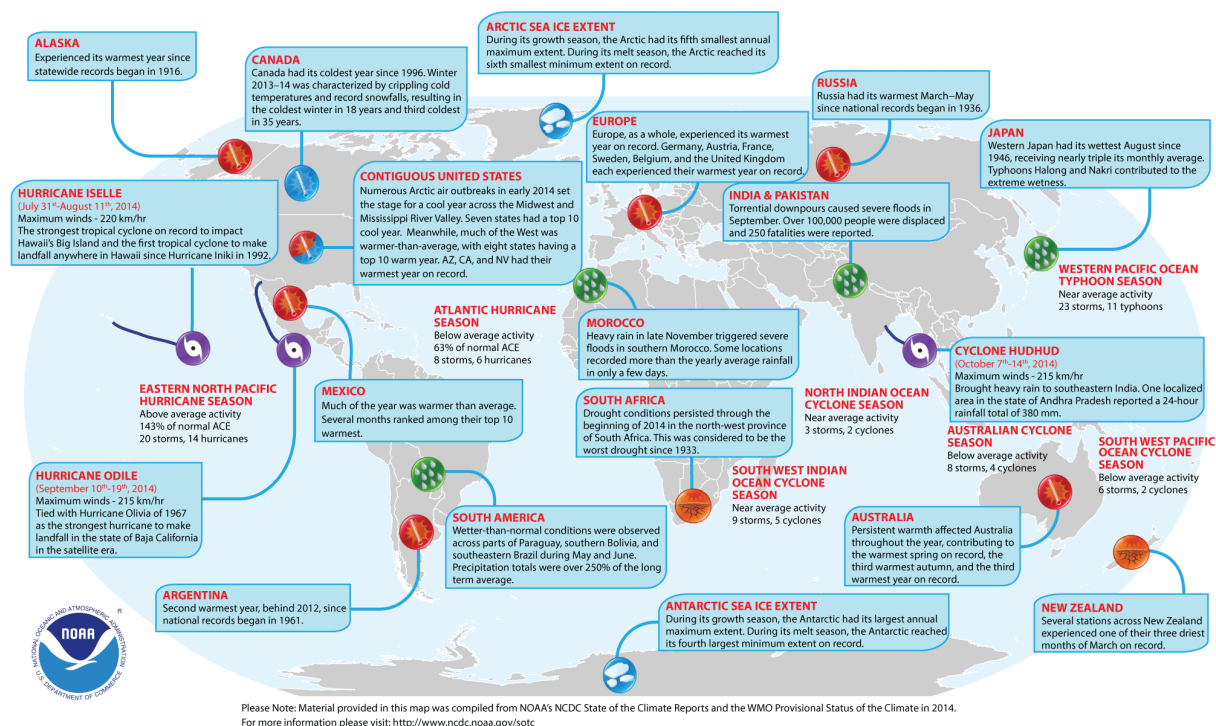 ARCTIC SEA ICE EXTENT
During its growth season, the Arctic had its fifth smallest annual
maximum extent. During its melt season, the Arctic reached its
sixth smallest minimum extent on record.
ALASKA
Experienced its warmest year since
statewide records began in 1916.
CANADA
Canada had its coldest year since 1996. Winter
2013–14 was characterized by crippling cold
temperatures and record snowfalls, resulting in
the coldest winter in 18 years and third coldest
in 35 years.
RUSSIA
Russia had its warmest March–May
since national records began in 1936.
EUROPE
Europe, as a whole, experienced its warmest
year on record. Germany, Austria, France,
Sweden, Belgium, and the United Kingdom
each experienced their warmest year on record.
JAPAN
Western Japan had its wettest August since
1946, receiving nearly triple its monthly average.
Typhoons Halong and Nakri contributed to the
extreme wetness.
HURRICANE ISELLE
(July 31st-August 11th, 2014)
Maximum winds - 220 km/hr
The strongest tropical cyclone on record to impact
Hawaii's Big Island and the first tropical cyclone to make
landfall anywhere in Hawaii since Hurricane Iniki in 1992.
CONTIGUOUS UNITED STATES
Numerous Arctic air outbreaks in early 2014 set
the stage for a cool year across the Midwest and
Mississippi River Valley. Seven states had a top 10
cool year. Meanwhile, much of the West was
warmer-than-average, with eight states having a
top 10 warm year. AZ, CA, and NV had their
warmest year on record.
INDIA & PAKISTAN
Torrential downpours caused severe floods in
September. Over 100,000 people were displaced
and 250 fatalities were reported.
WESTERN PACIFIC OCEAN
TYPHOON SEASON
Near average activity
23 storms, 11 typhoons
ATLANTIC HURRICANE
SEASON
Below average activity
63% of normal ACE
8 storms, 6 hurricanes
MOROCCO
Heavy rain in late November triggered severe
floods in southern Morocco. Some locations
recorded more than the yearly average rainfall
in only a few days.
CYCLONE HUDHUD
(October 7th-14th, 2014)
Maximum winds - 215 km/hr
Brought heavy rain to southeastern India. One localized
area in the state of Andhra Pradesh reported a 24-hour
rainfall total of 380 mm.
EASTERN NORTH PACIFIC
HURRICANE SEASON
Above average activity
143% of normal ACE
20 storms, 14 hurricanes
MEXICO
Much of the year was warmer than average.
Several months ranked among their top 10
warmest.
SOUTH AFRICA
Drought conditions persisted through the
beginning of 2014 in the north-west province
of South Africa. This was considered to be the
worst drought since 1933.
NORTH INDIAN OCEAN
CYCLONE SEASON
Near average activity
3 storms, 2 cyclones
AUSTRALIAN CYCLONE
SEASON
Below average activity
8 storms, 4 cyclones
SOUTH WEST PACIFIC
OCEAN CYCLONE
SEASON
Below average activity
6 storms, 2 cyclones
HURRICANE ODILE
(September 10th-19th, 2014)
Maximum winds - 215 km/hr
Tied with Hurricane Olivia of 1967
as the strongest hurricane to make
landfall in the state of Baja California
in the satellite era.
SOUTH WEST INDIAN
OCEAN CYCLONE
SEASON
Near average activity
9 storms, 5 cyclones
SOUTH AMERICA
Wetter-than-normal conditions were observed
across parts of Paraguay, southern Bolivia, and
southeastern Brazil during May and June.
Precipitation totals were over 250% of the long
term average.
AUSTRALIA
Persistent warmth affected Australia
throughout the year, contributing to
the warmest spring on record, the
third warmest autumn, and the third
warmest year on record.
ARGENTINA
Second warmest year, behind 2012, since
national records began in 1961.
ANTARCTIC SEA ICE EXTENT
During its growth season, the Antarctic had its largest annual
maximum extent. During its melt season, the Antarctic reached
its fourth largest minimum extent on record.
NEW ZEALAND
Several stations across New Zealand
experienced one of their three driest
months of March on record.
NATIONAL OCEANIC AND ATMOSPHERIC ADMINISTRATION
®
NOAA
U.S. DEPARTMENT OF COMMERCE
Please Note: Material provided in this map was compiled from NOAA's NCDC State of the Climate Reports and the WMO Provisional Status of the Climate in 2014.
For more information please visit: http://www.ncdc.noaa.gov/sotc